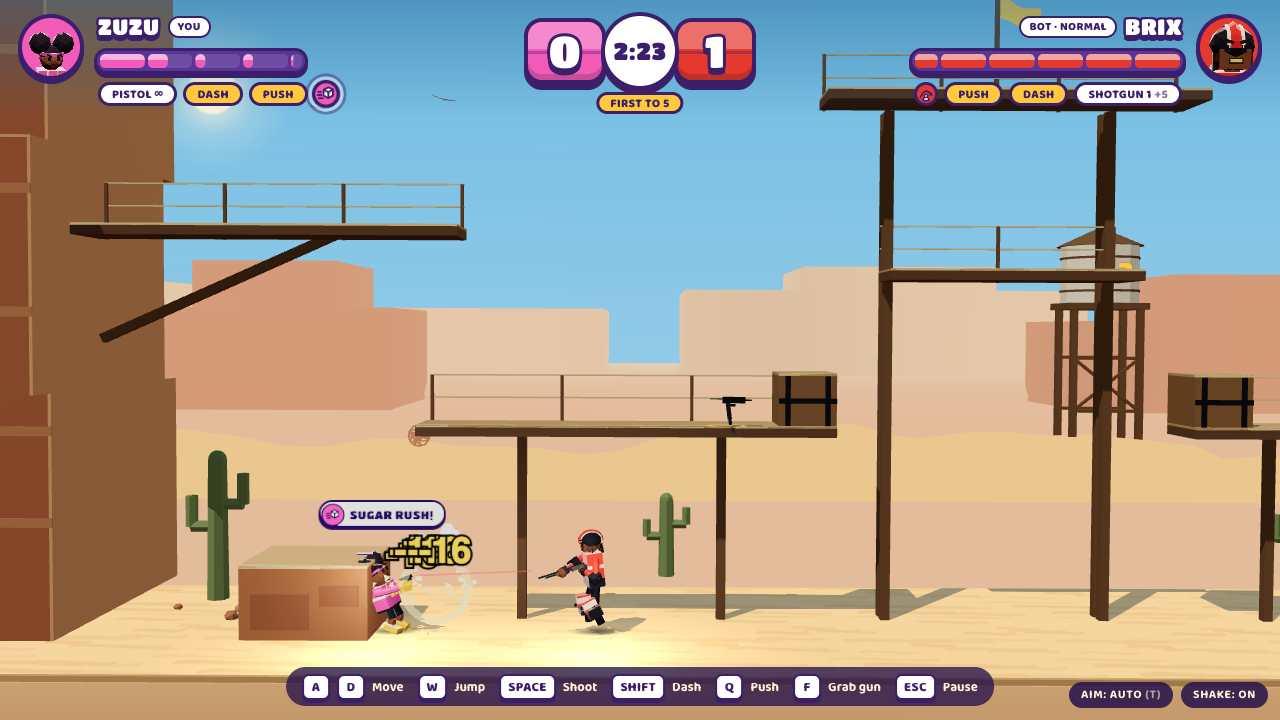 ZUZU YOU
PISTOL ∞ DASH PUSH
0 2:23 1
FIRST TO 5
BOT · NORMAL BRIX
PUSH DASH SHOTGUN 1 +5
SUGAR RUSH!
A D Move W Jump SPACE Shoot SHIFT Dash Q Push F Grab gun ESC Pause
AIM: AUTO (T) SHAKE: ON